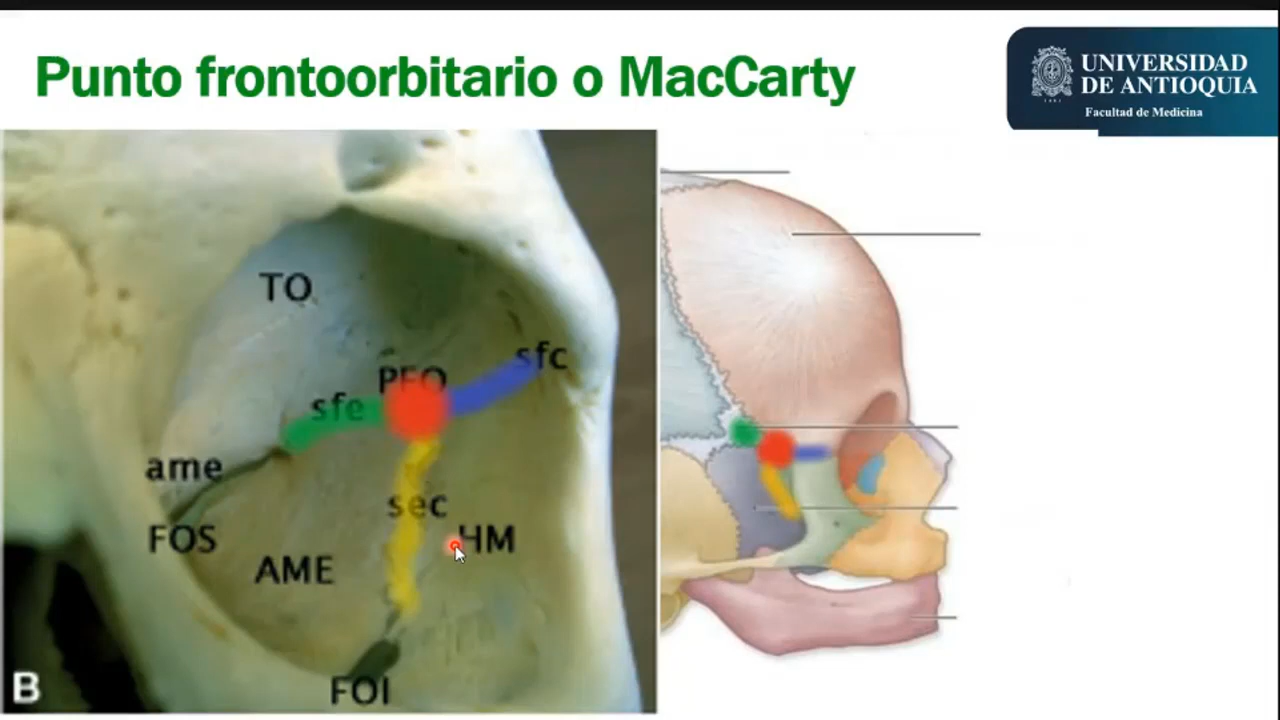 Punto frontoorbitario o MacCarty
UNIVERSIDAD
DE ANTIOQUIA
1803
Facultad de Medicina
TO
sfc
PFO
sfe
ame
sec
FOS
HM
AME
FOI
B